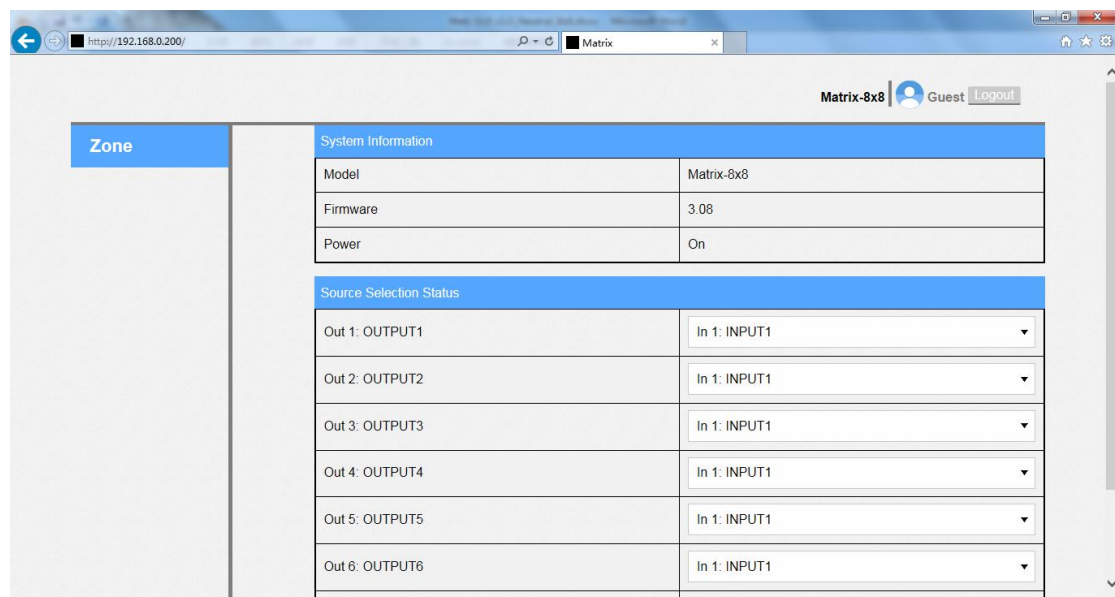 http://192.168.0.200/
Matrix
Matrix-8x8 Guest Logout
Zone
System Information
Model Matrix-8x8
Firmware 3.08
Power On
Source Selection Status
Out 1: OUTPUT1 In 1: INPUT1
Out 2: OUTPUT2 In 1: INPUT1
Out 3: OUTPUT3 In 1: INPUT1
Out 4: OUTPUT4 In 1: INPUT1
Out 5: OUTPUT5 In 1: INPUT1
Out 6: OUTPUT6 In 1: INPUT1